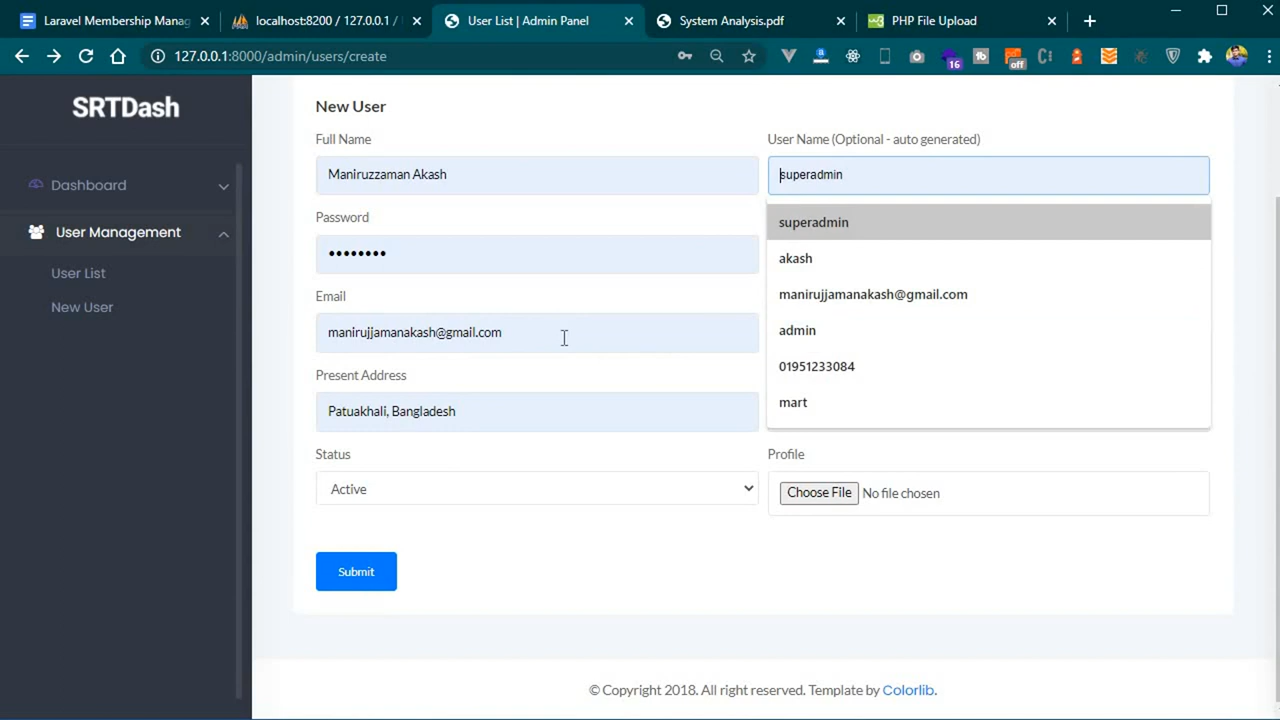 Laravel Membership Manag
localhost:8200 / 127.0.0.1 /
User List | Admin Panel
System Analysis.pdf
PHP File Upload
127.0.0.1:8000/admin/users/create
16
off
SRTDash
Dashboard
User Management
User List
New User
New User
Full Name
User Name (Optional - auto generated)
Maniruzzaman Akash
superadmin
Password
••••••••
superadmin
akash
manirujjamanakash@gmail.com
admin
01951233084
mart
Email
manirujjamanakash@gmail.com
Present Address
Patuakhali, Bangladesh
Status
Profile
Active
Choose File No file chosen
Submit
© Copyright 2018. All right reserved. Template by Colorlib.